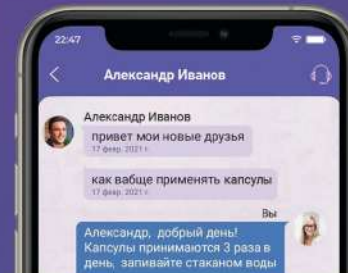 22:47
Александр Иванов
Александр Иванов
привет мои новые друзья
17 февр. 2021 г.
как вабще применять капсулы
17 февр. 2021 г.
Вы
Александр, добрый день!
Капсулы принимаются 3 раза в
день, запивайте стаканом воды